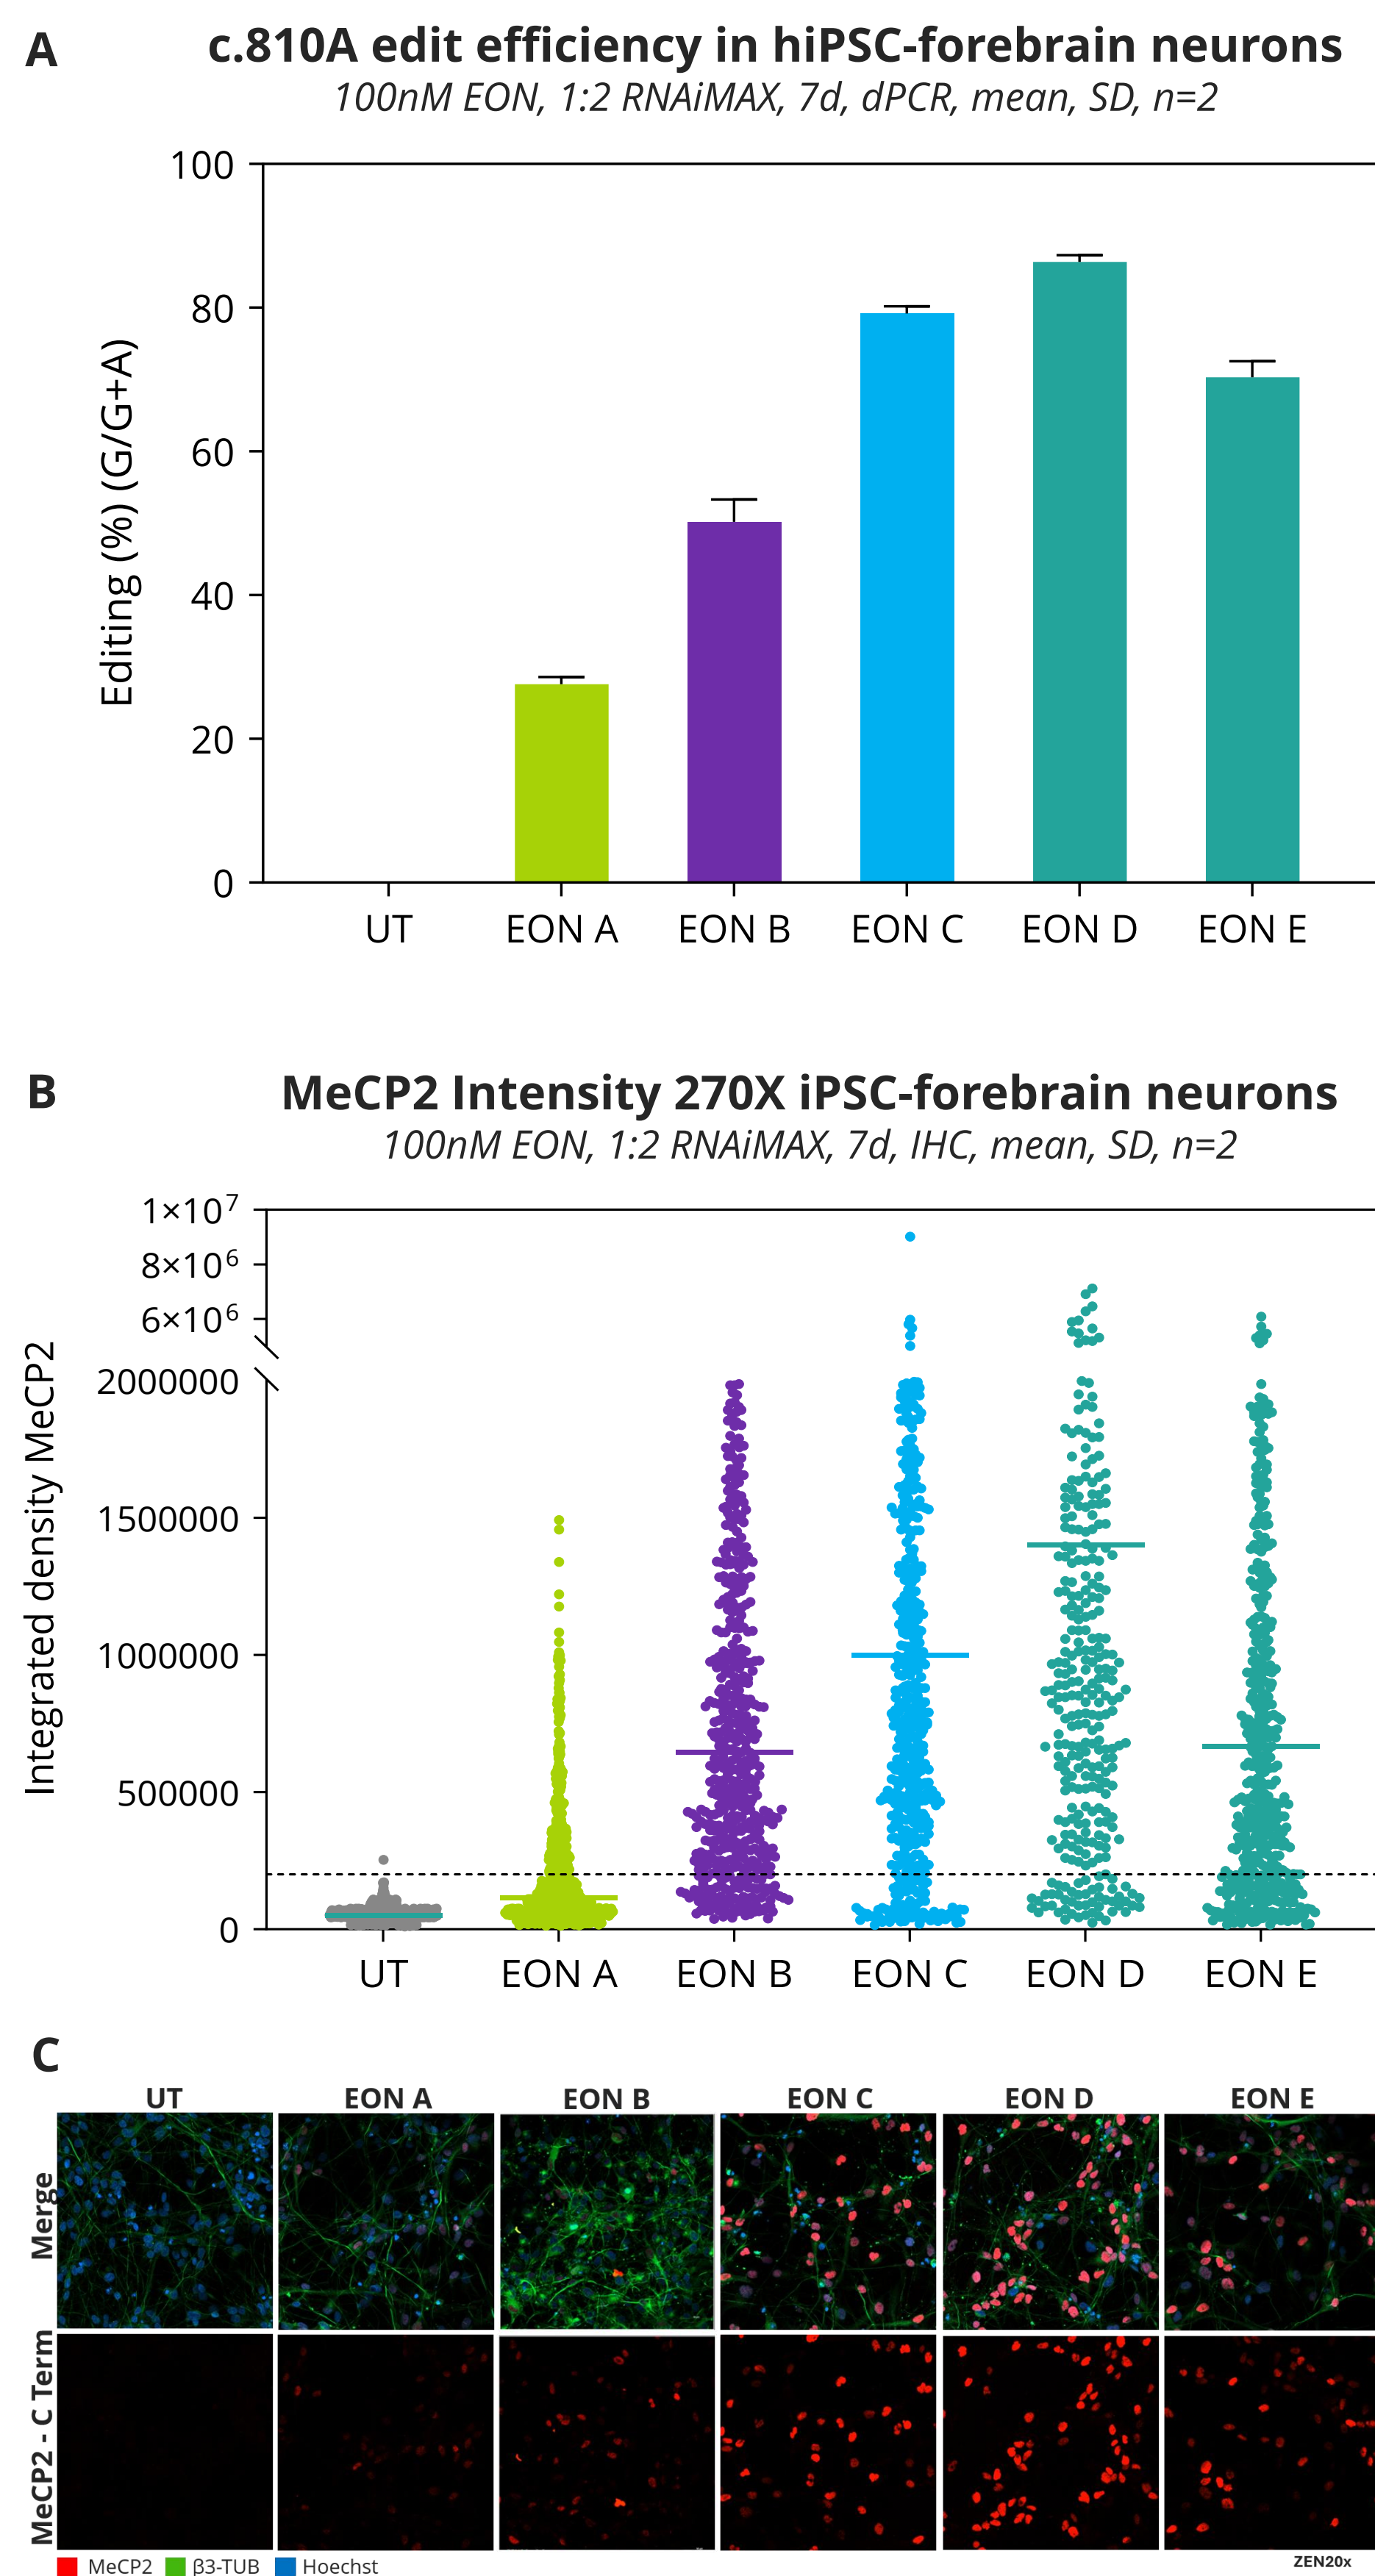 A
c.810A edit efficiency in hiPSC-forebrain neurons
100nM EON, 1:2 RNAiMAX, 7d, dPCR, mean, SD, n=2
Editing (%) (G/G+A)
100
80
60
40
20
0
UT EON A EON B EON C EON D EON E
B
MeCP2 Intensity 270X iPSC-forebrain neurons
100nM EON, 1:2 RNAiMAX, 7d, IHC, mean, SD, n=2
Integrated density MeCP2
1×10⁷
8×10⁶
6×10⁶
2000000
1500000
1000000
500000
0
UT EON A EON B EON C EON D EON E
C
UT EON A EON B EON C EON D EON E
Merge
MeCP2 - C Term
MeCP2 β3-TUB Hoechst
ZEN20x